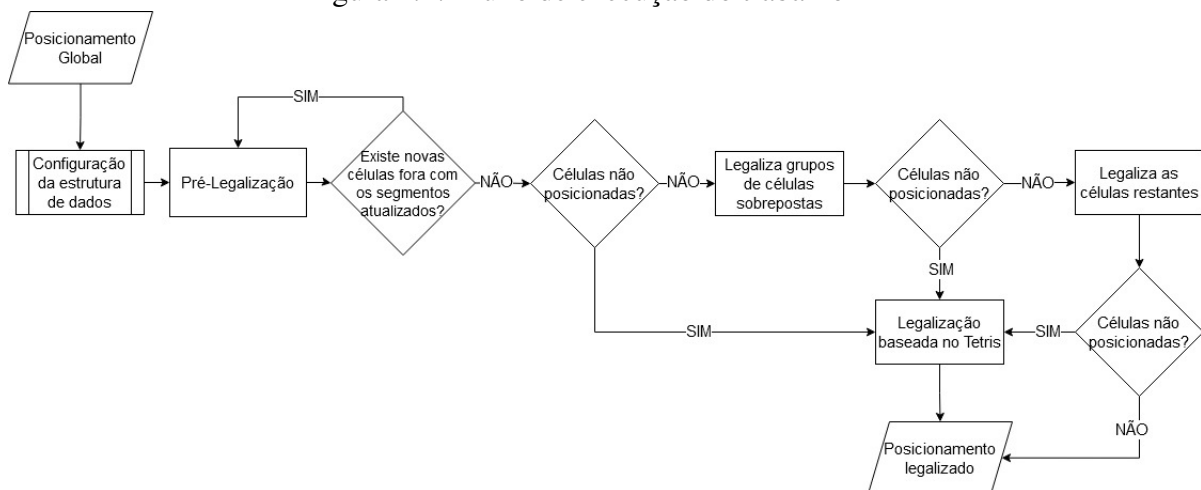 Posicionamento
Global
SIM
Configuração
da estrutura
de dados
Pré-Legalização
Existe novas
células fora com
os segmentos
atualizados?
NÃO
Células não
posicionadas?
NÃO
Legaliza grupos
de células
sobrepostas
Células não
posicionadas?
NÃO
Legaliza as
células restantes
SIM
SIM
Legalização
baseada no Tetris
SIM
Células não
posicionadas?
NÃO
Posicionamento
legalizado